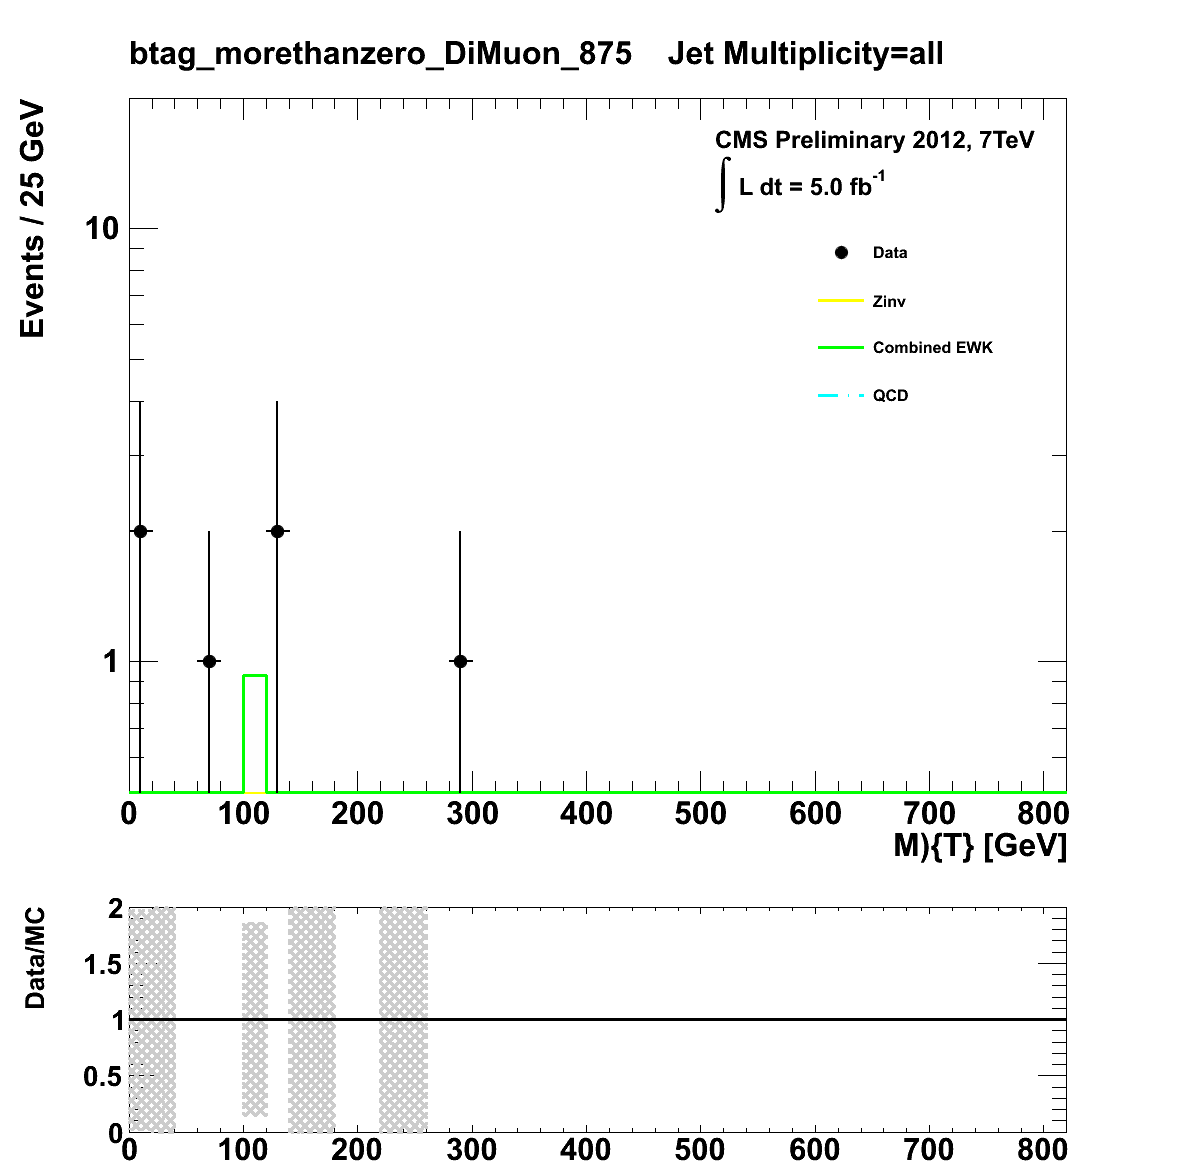 btag_morethanzero_DiMuon_875 Jet Multiplicity=all
Events / 25 GeV
CMS Preliminary 2012, 7TeV
∫ L dt = 5.0 fb-1
10
Data
Zinv
Combined EWK
QCD
1
0 100 200 300 400 500 600 700 800
M){T} [GeV]
Data/MC
2
1.5
1
0.5
0
0 100 200 300 400 500 600 700 800